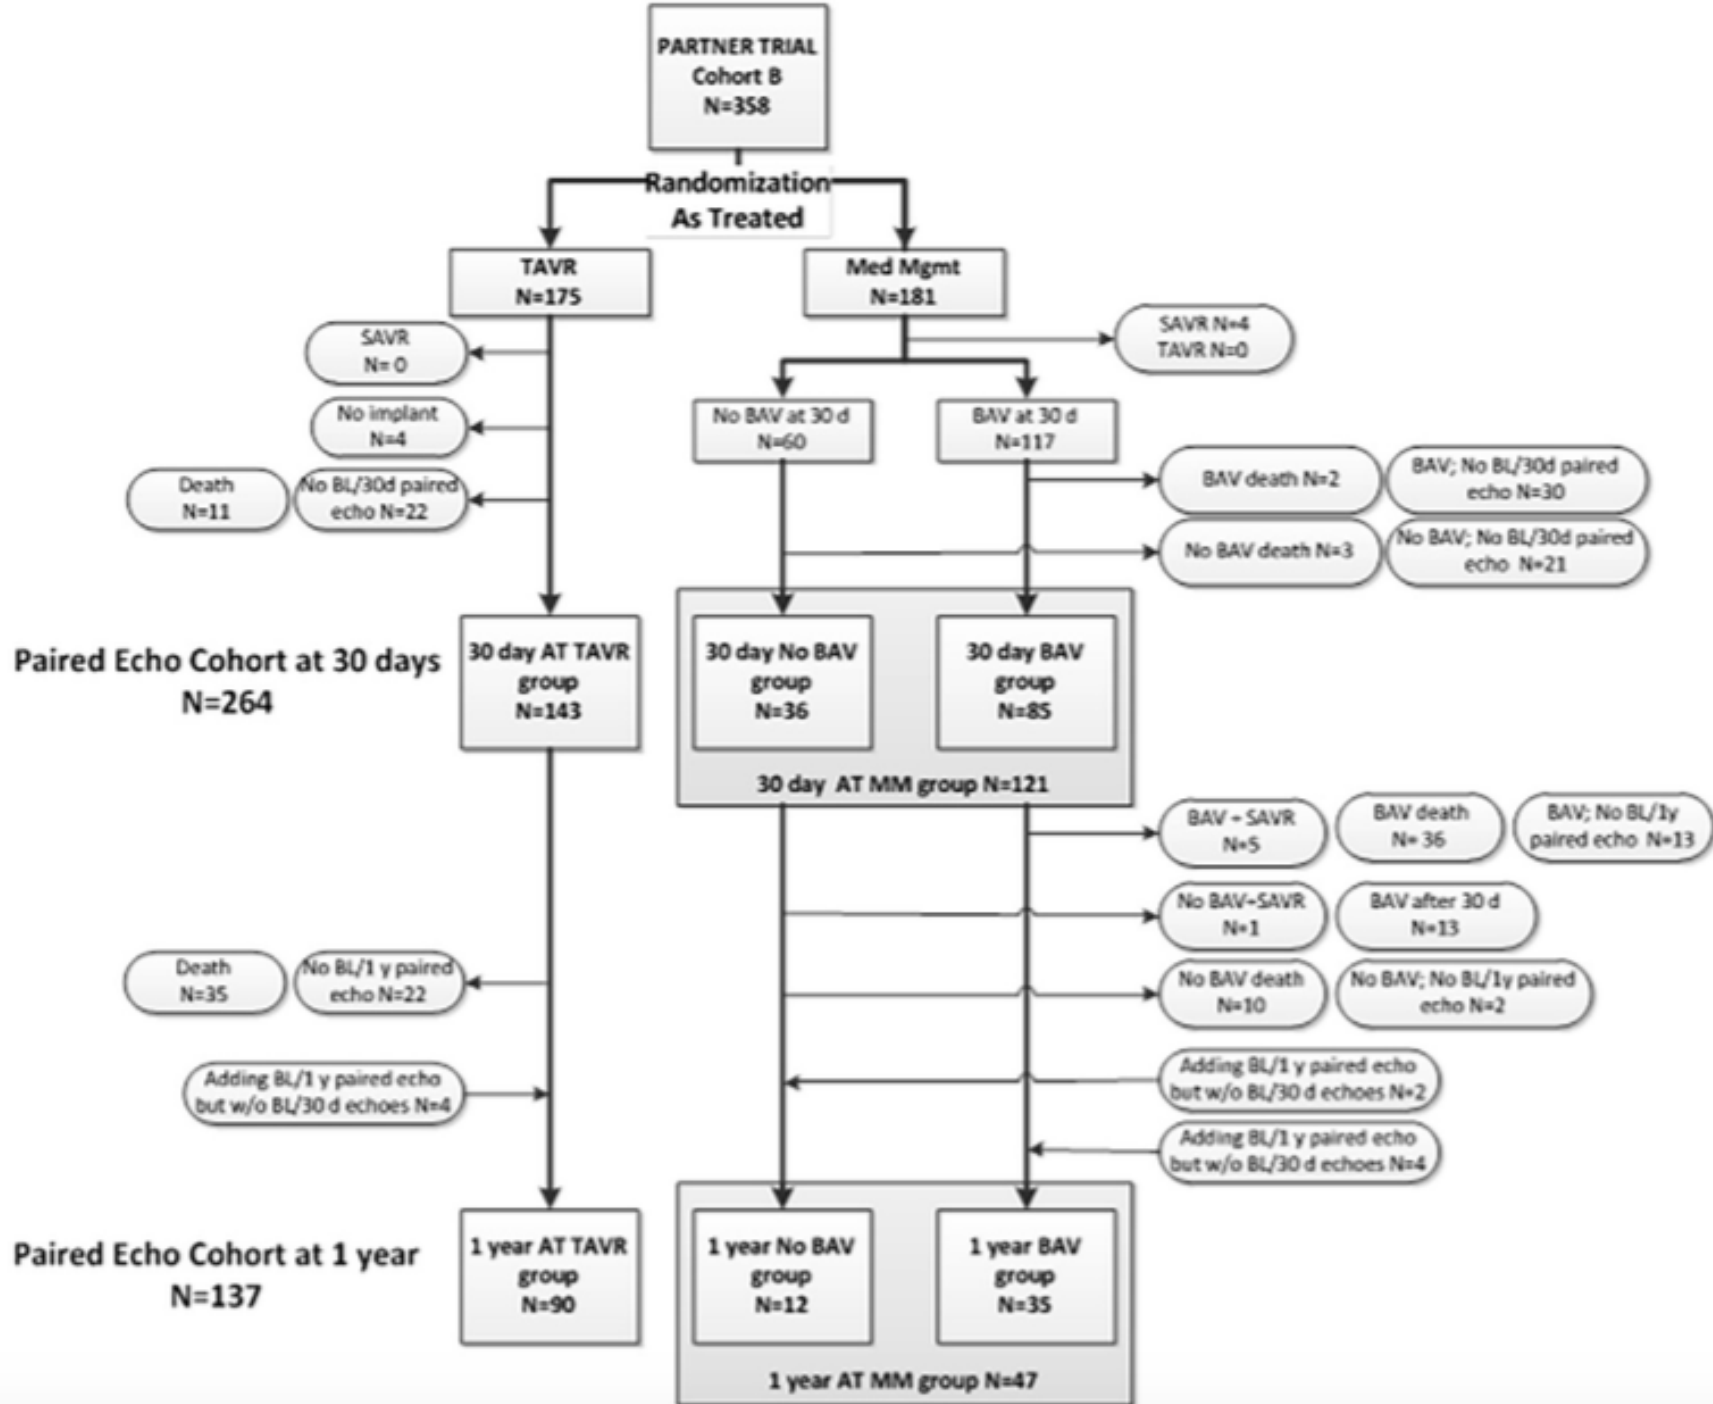 PARTNER TRIAL
Cohort B
N=358
Randomization
As Treated
TAVR
N=175
Med Mgmt
N=181
SAVR
N= 0
SAVR N=4
TAVR N=0
No implant
N=4
No BAV at 30 d
N=60
BAV at 30 d
N=117
Death
N=11
No BL/30d paired
echo N=22
BAV death N=2
BAV; No BL/30d paired
echo N=30
No BAV death N=3
No BAV; No BL/30d paired
echo N=21
Paired Echo Cohort at 30 days
N=264
30 day AT TAVR
group
N=143
30 day No BAV
group
N=36
30 day BAV
group
N=85
30 day AT MM group N=121
BAV – SAVR
N=5
BAV death
N= 36
BAV; No BL/1y
paired echo N=13
No BAV–SAVR
N=1
BAV after 30 d
N=13
Death
N=35
No BL/1 y paired
echo N=22
No BAV death
N=10
No BAV; No BL/1y paired
echo N=2
Adding BL/1 y paired echo
but w/o BL/30 d echoes N=4
Adding BL/1 y paired echo
but w/o BL/30 d echoes N=2
Adding BL/1 y paired echo
but w/o BL/30 d echoes N=4
Paired Echo Cohort at 1 year
N=137
1 year AT TAVR
group
N=90
1 year No BAV
group
N=12
1 year BAV
group
N=35
1 year AT MM group N=47